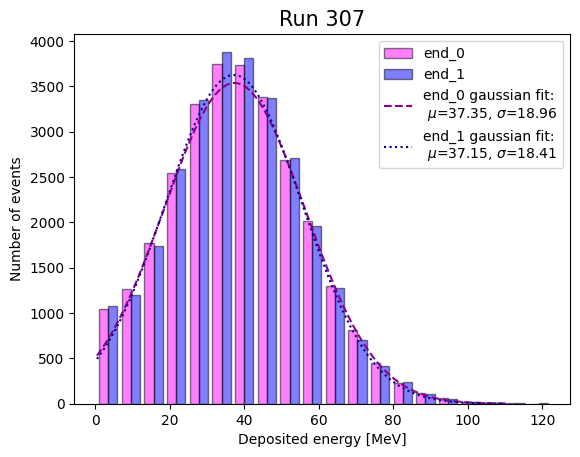 Run 307
4000
3500
3000
2500
2000
1500
1000
500
0
Number of events
0 20 40 60 80 100 120
Deposited energy [MeV]
end_0
end_1
end_0 gaussian fit:
μ=37.35, σ=18.96
end_1 gaussian fit:
μ=37.15, σ=18.41